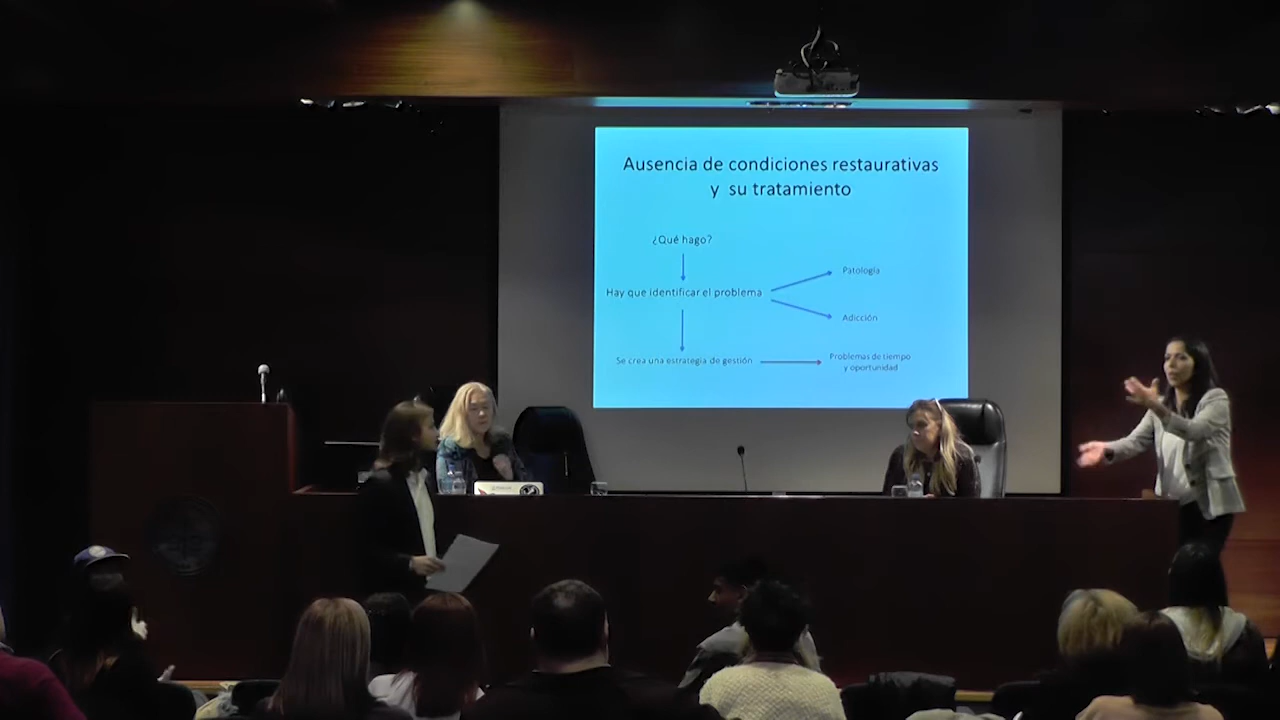 Ausencia de condiciones restaurativas
y su tratamiento
¿Qué hago?
Patología
Hay que identificar el problema
Adicción
Se crea una estrategia de gestión
Problemas de tiempo
y oportunidad